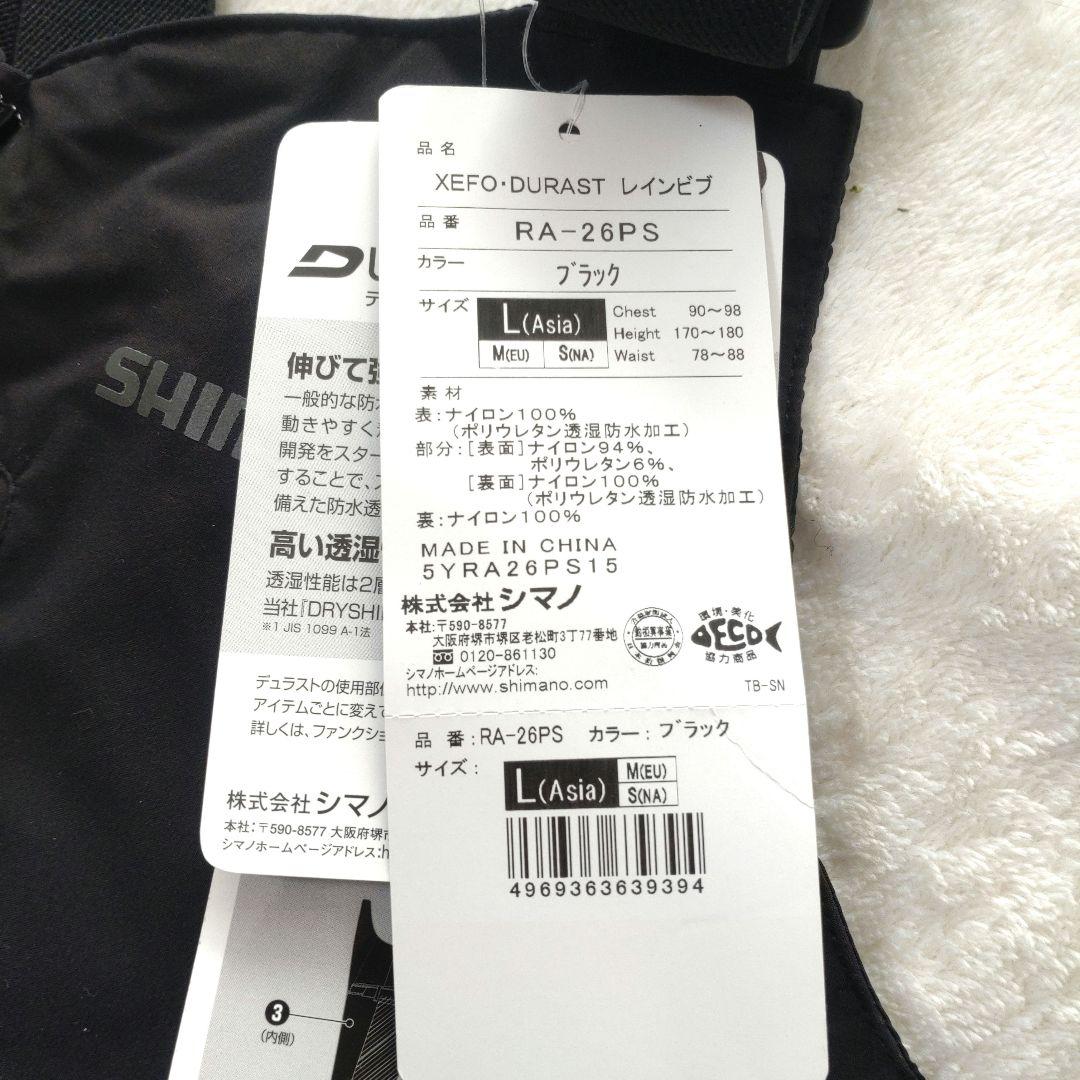 品名
XEFO・DURAST レインビブ
品番
RA-26PS
カラー
ブラック
サイズ
L(Asia)
M(EU) S(NA)
Chest 90～98
Height 170～180
Waist 78～88
素材
表:ナイロン100%
(ポリウレタン透湿防水加工)
部分:[表面]ナイロン94%、
ポリウレタン6%、
[裏面]ナイロン100%
(ポリウレタン透湿防水加工)
裏:ナイロン100%
MADE IN CHINA
5YRA26PS15
株式会社シマノ
本社:〒590-8577
大阪府堺市堺区老松町3丁77番地
0120-861130
シマノホームページアドレス:
http://www.shimano.com
環境・美化
ECO
協力商品
協力商品
TB-SN
品 番:RA-26PS カラー:ブラック
サイズ:
L(Asia)
M(EU)
S(NA)
4969363639394
SHI
DU
デ
伸びて強
一般的な防
動きやすく
開発をスター
することで、
備えた防水透
高い透湿
透湿性能は2層
当社『DRYSHI
※1 JIS 1099 A-1法
デュラストの使用部
アイテムごとに変えて
詳しくは、ファンクショ
株式会社シマノ
本社:〒590-8577 大阪府堺市
シマノホームページアドレス:h
3
(内側)